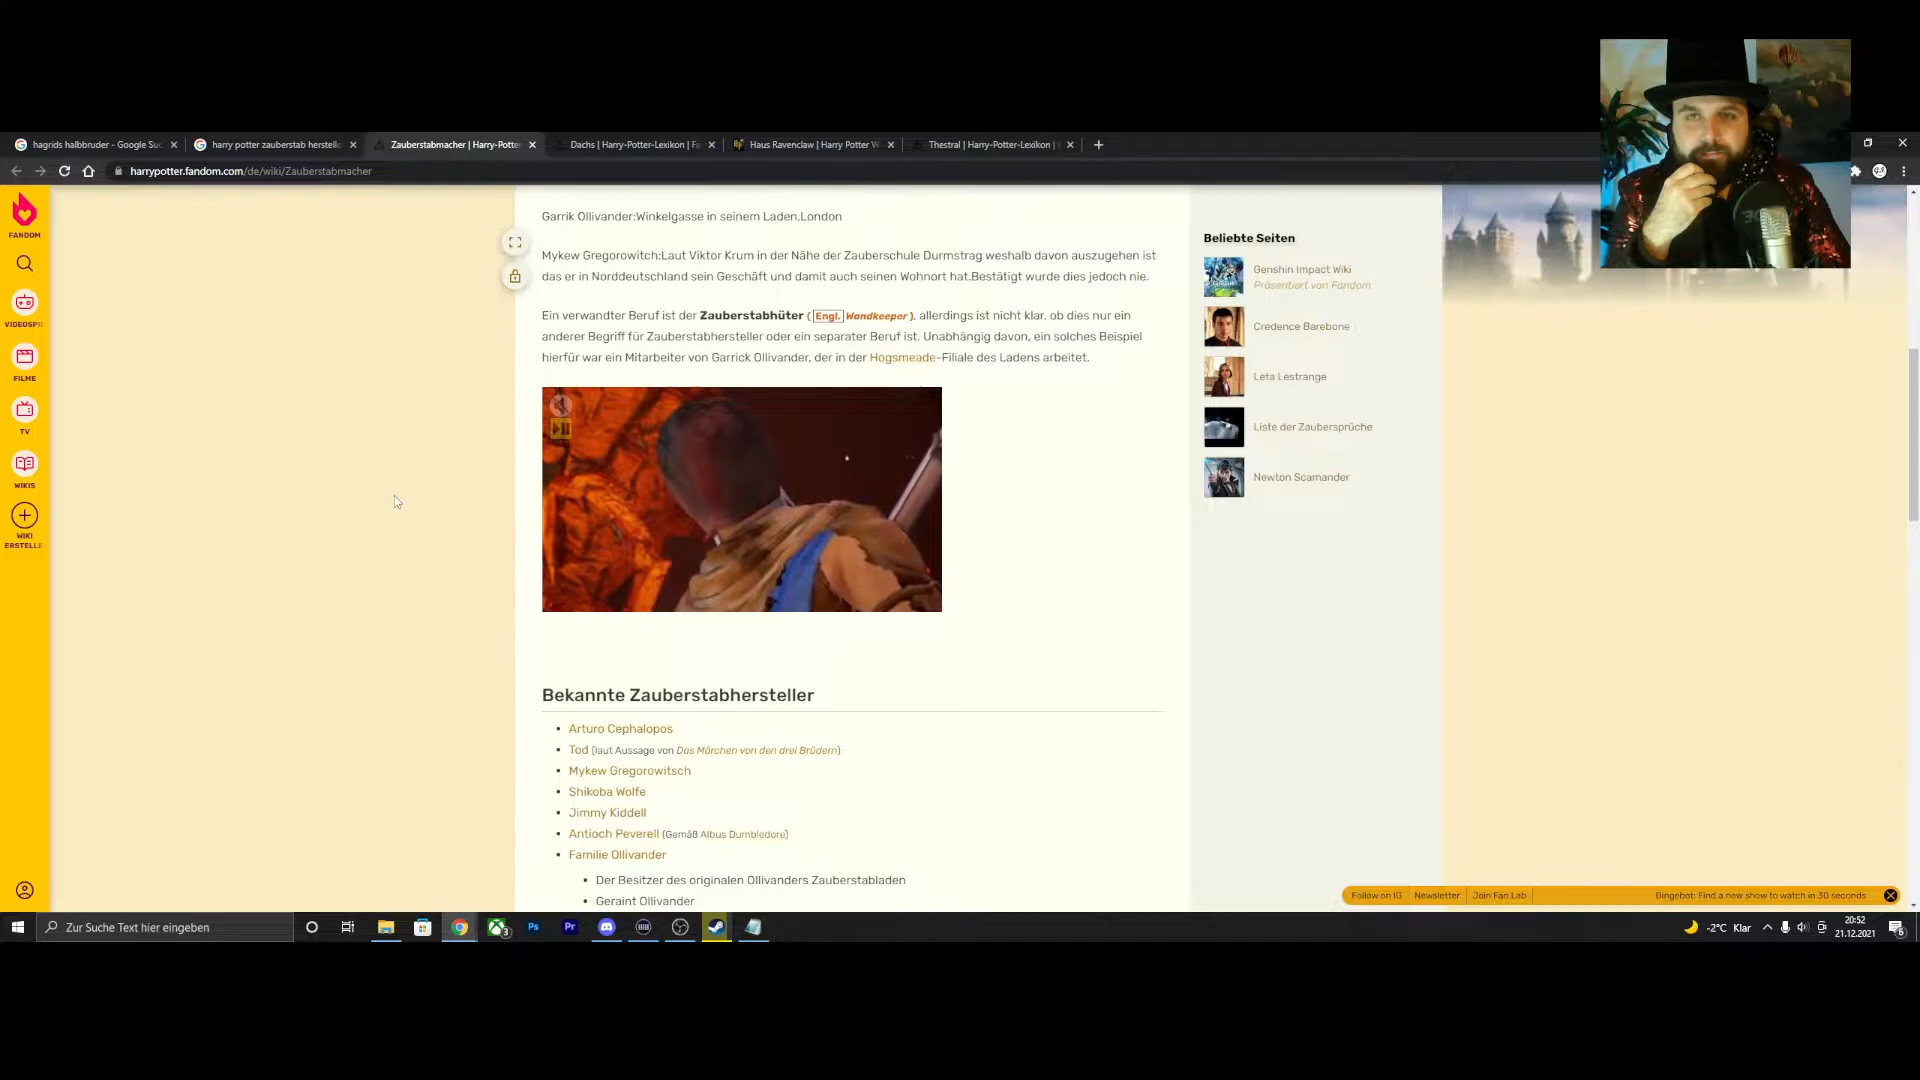 hagrids halbbruder - Google Suc
harry potter zauberstab herstelle
Zauberstabmacher | Harry-Potte
Dachs | Harry-Potter-Lexikon | Fa
Haus Ravenclaw | Harry Potter W
Thestral | Harry-Potter-Lexikon |
harrypotter.fandom.com/de/wiki/Zauberstabmacher
FANDOM
VIDEOSPIE
FILME
TV
WIKIS
WIKI
ERSTELLE
Garrik Ollivander:Winkelgasse in seinem Laden,London
Mykew Gregorowitch:Laut Viktor Krum in der Nähe der Zauberschule Durmstrag weshalb davon auszugehen ist
das er in Norddeutschland sein Geschäft und damit auch seinen Wohnort hat.Bestätigt wurde dies jedoch nie.
Ein verwandter Beruf ist der Zauberstabhüter ( Engl. Wandkeeper ), allerdings ist nicht klar, ob dies nur ein
anderer Begriff für Zauberstabhersteller oder ein separater Beruf ist. Unabhängig davon, ein solches Beispiel
hierfür war ein Mitarbeiter von Garrick Ollivander, der in der Hogsmeade-Filiale des Ladens arbeitet.
Bekannte Zauberstabhersteller
Arturo Cephalopos
Tod (laut Aussage von Das Märchen von den drei Brüdern)
Mykew Gregorowitsch
Shikoba Wolfe
Jimmy Kiddell
Antioch Peverell (Gemäß Albus Dumbledore)
Familie Ollivander
Der Besitzer des originalen Ollivanders Zauberstabladen
Geraint Ollivander
Beliebte Seiten
Genshin Impact Wiki
Präsentiert von Fandom
Credence Barebone
Leta Lestrange
Liste der Zaubersprüche
Newton Scamander
Follow on IG
Newsletter
Join Fan Lab
Bingebot: Find a new show to watch in 30 seconds
Zur Suche Text hier eingeben
3
Ps
Pr
-2°C Klar
20:52
21.12.2021
6